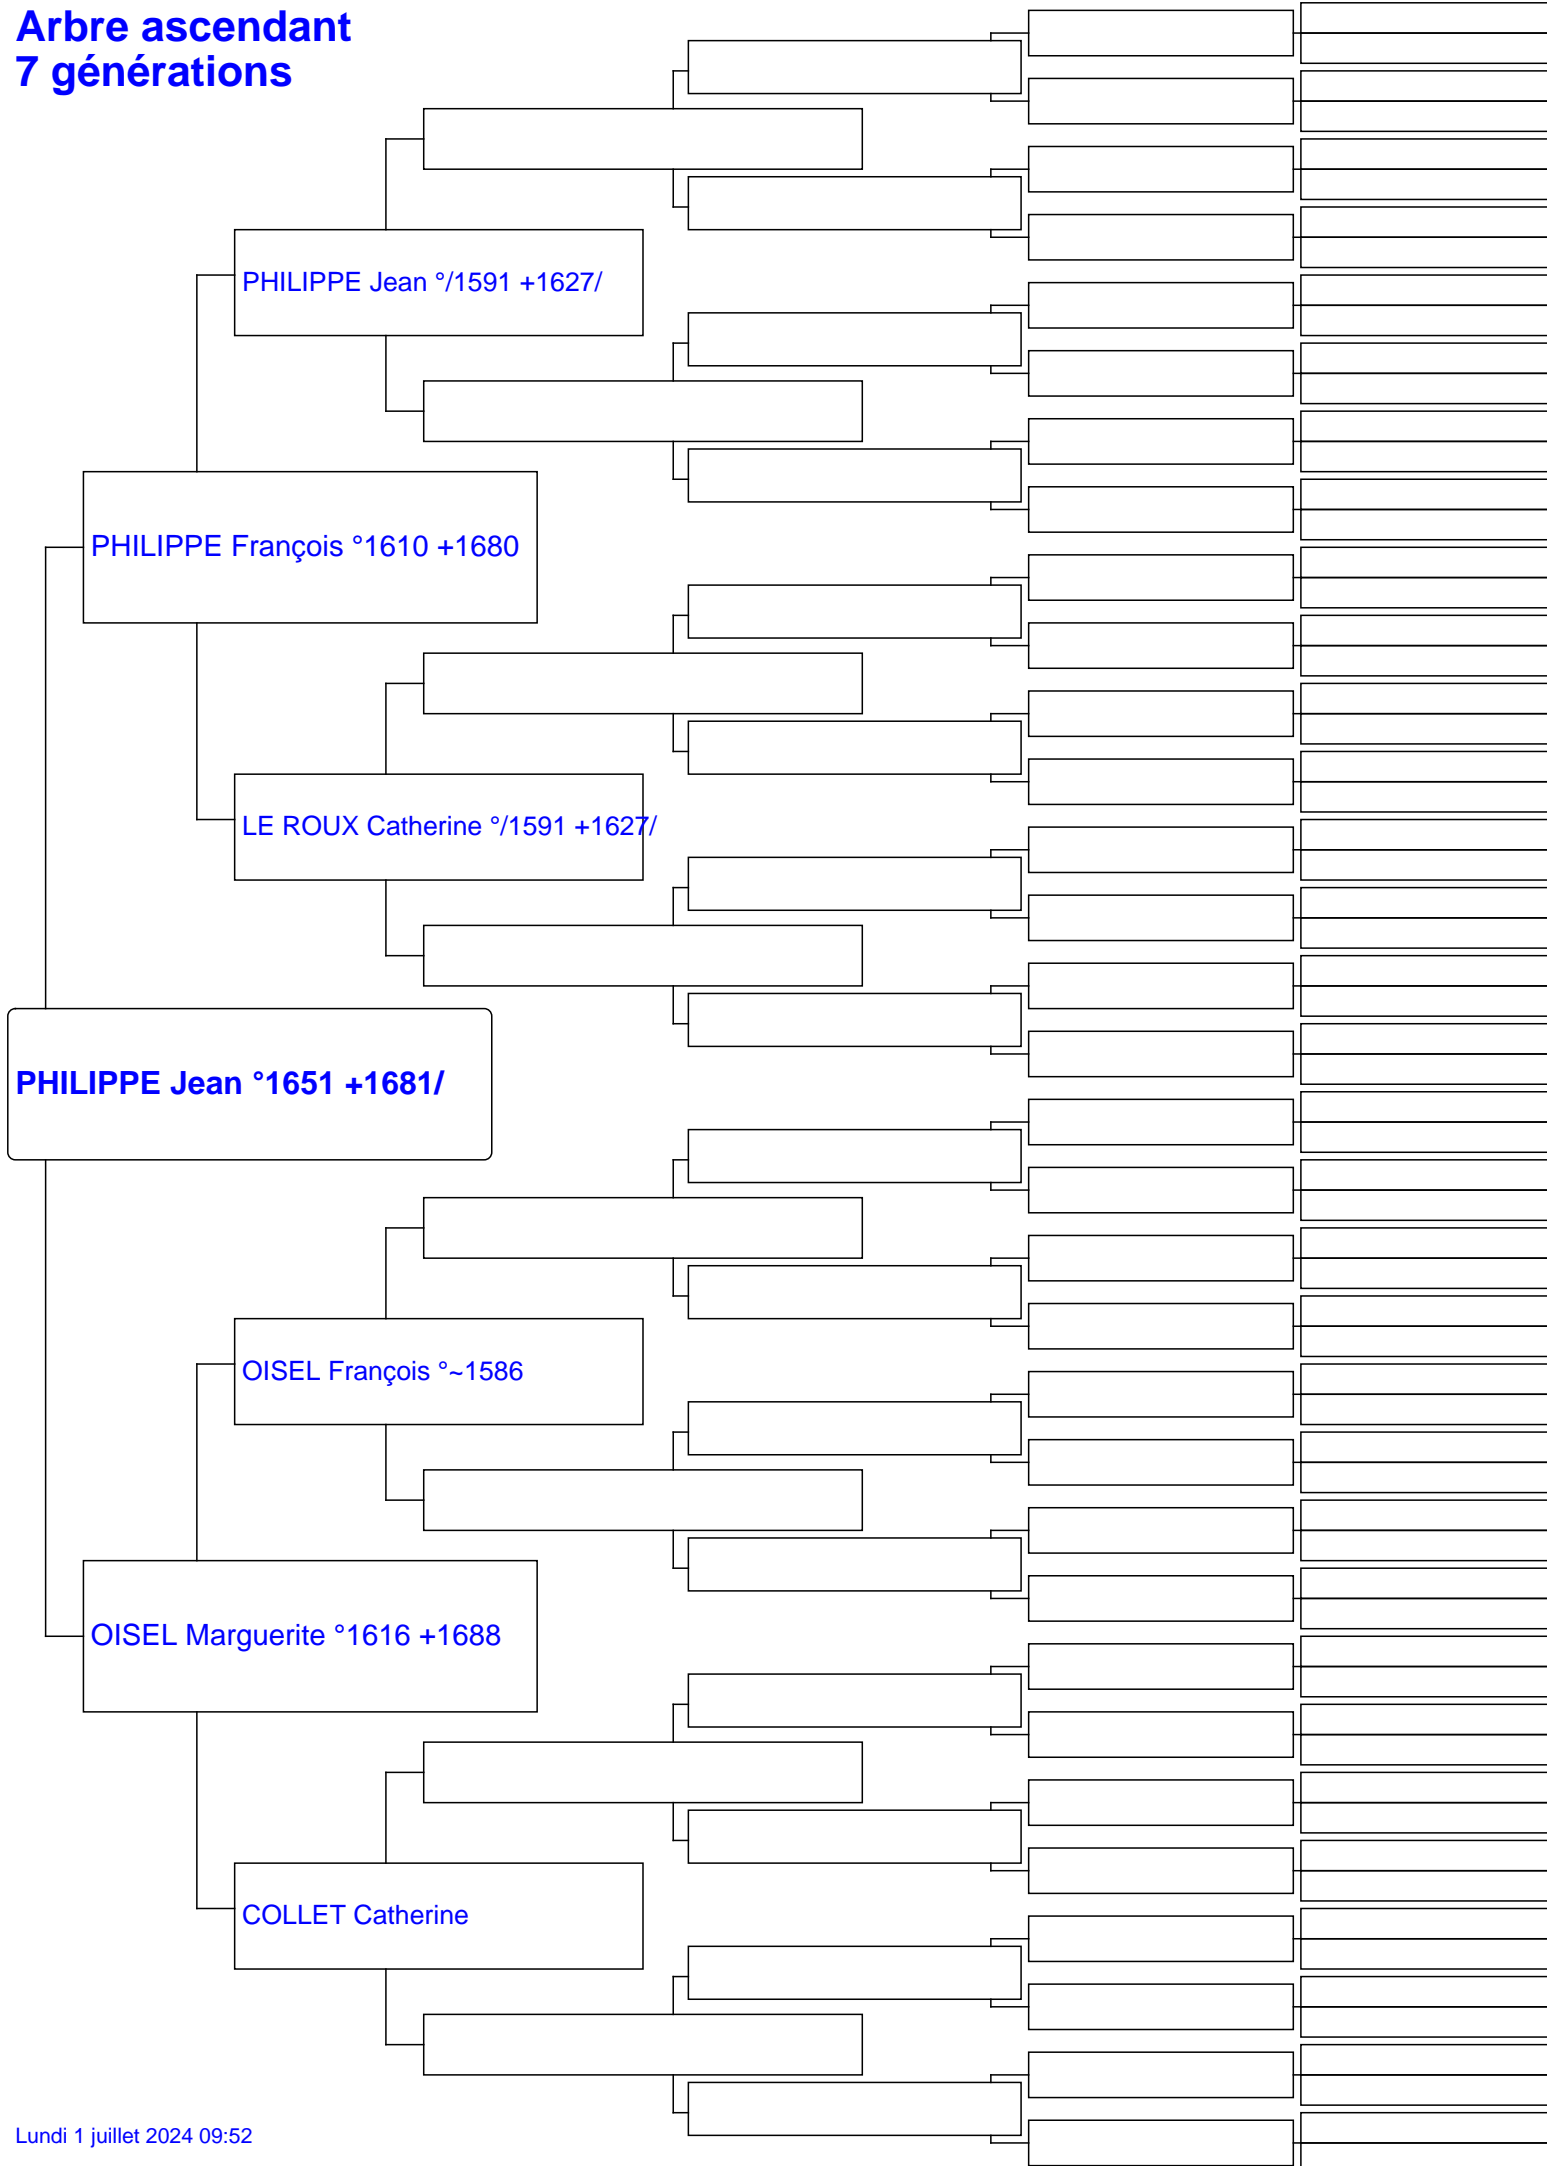 Arbre ascendant
7 générations
PHILIPPE Jean °/1591 +1627/
PHILIPPE François °1610 +1680
LE ROUX Catherine °/1591 +1627/
PHILIPPE Jean °1651 +1681/
OISEL François °~1586
OISEL Marguerite °1616 +1688
COLLET Catherine
Lundi 1 juillet 2024 09:52